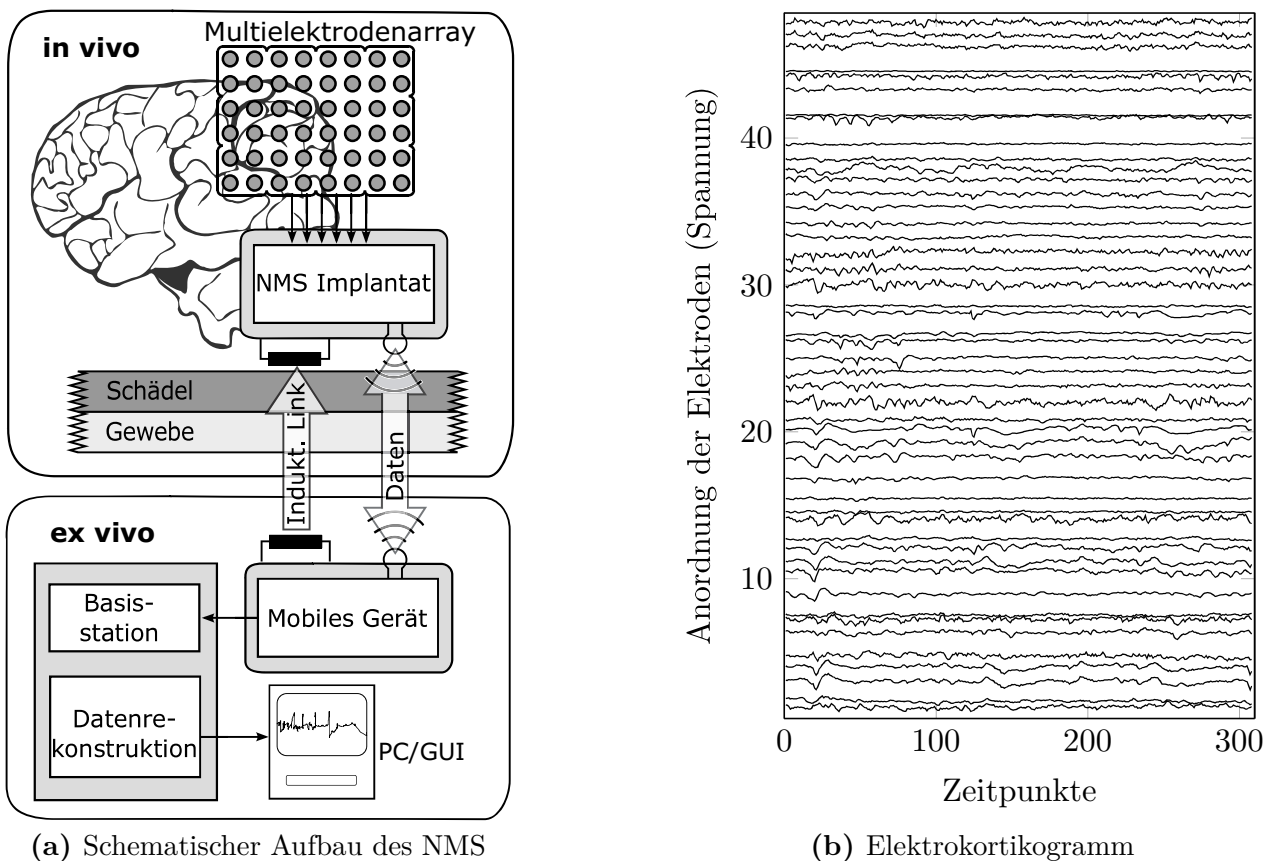 in vivo
Multielektrodenarray
NMS Implantat
Schädel
Gewebe
Indukt. Link
Daten
ex vivo
Basis-
station
Mobiles Gerät
Datenre-
konstruktion
PC/GUI
(a) Schematischer Aufbau des NMS
Anordnung der Elektroden (Spannung)
40
30
20
10
0 100 200 300
Zeitpunkte
(b) Elektrokortikogramm